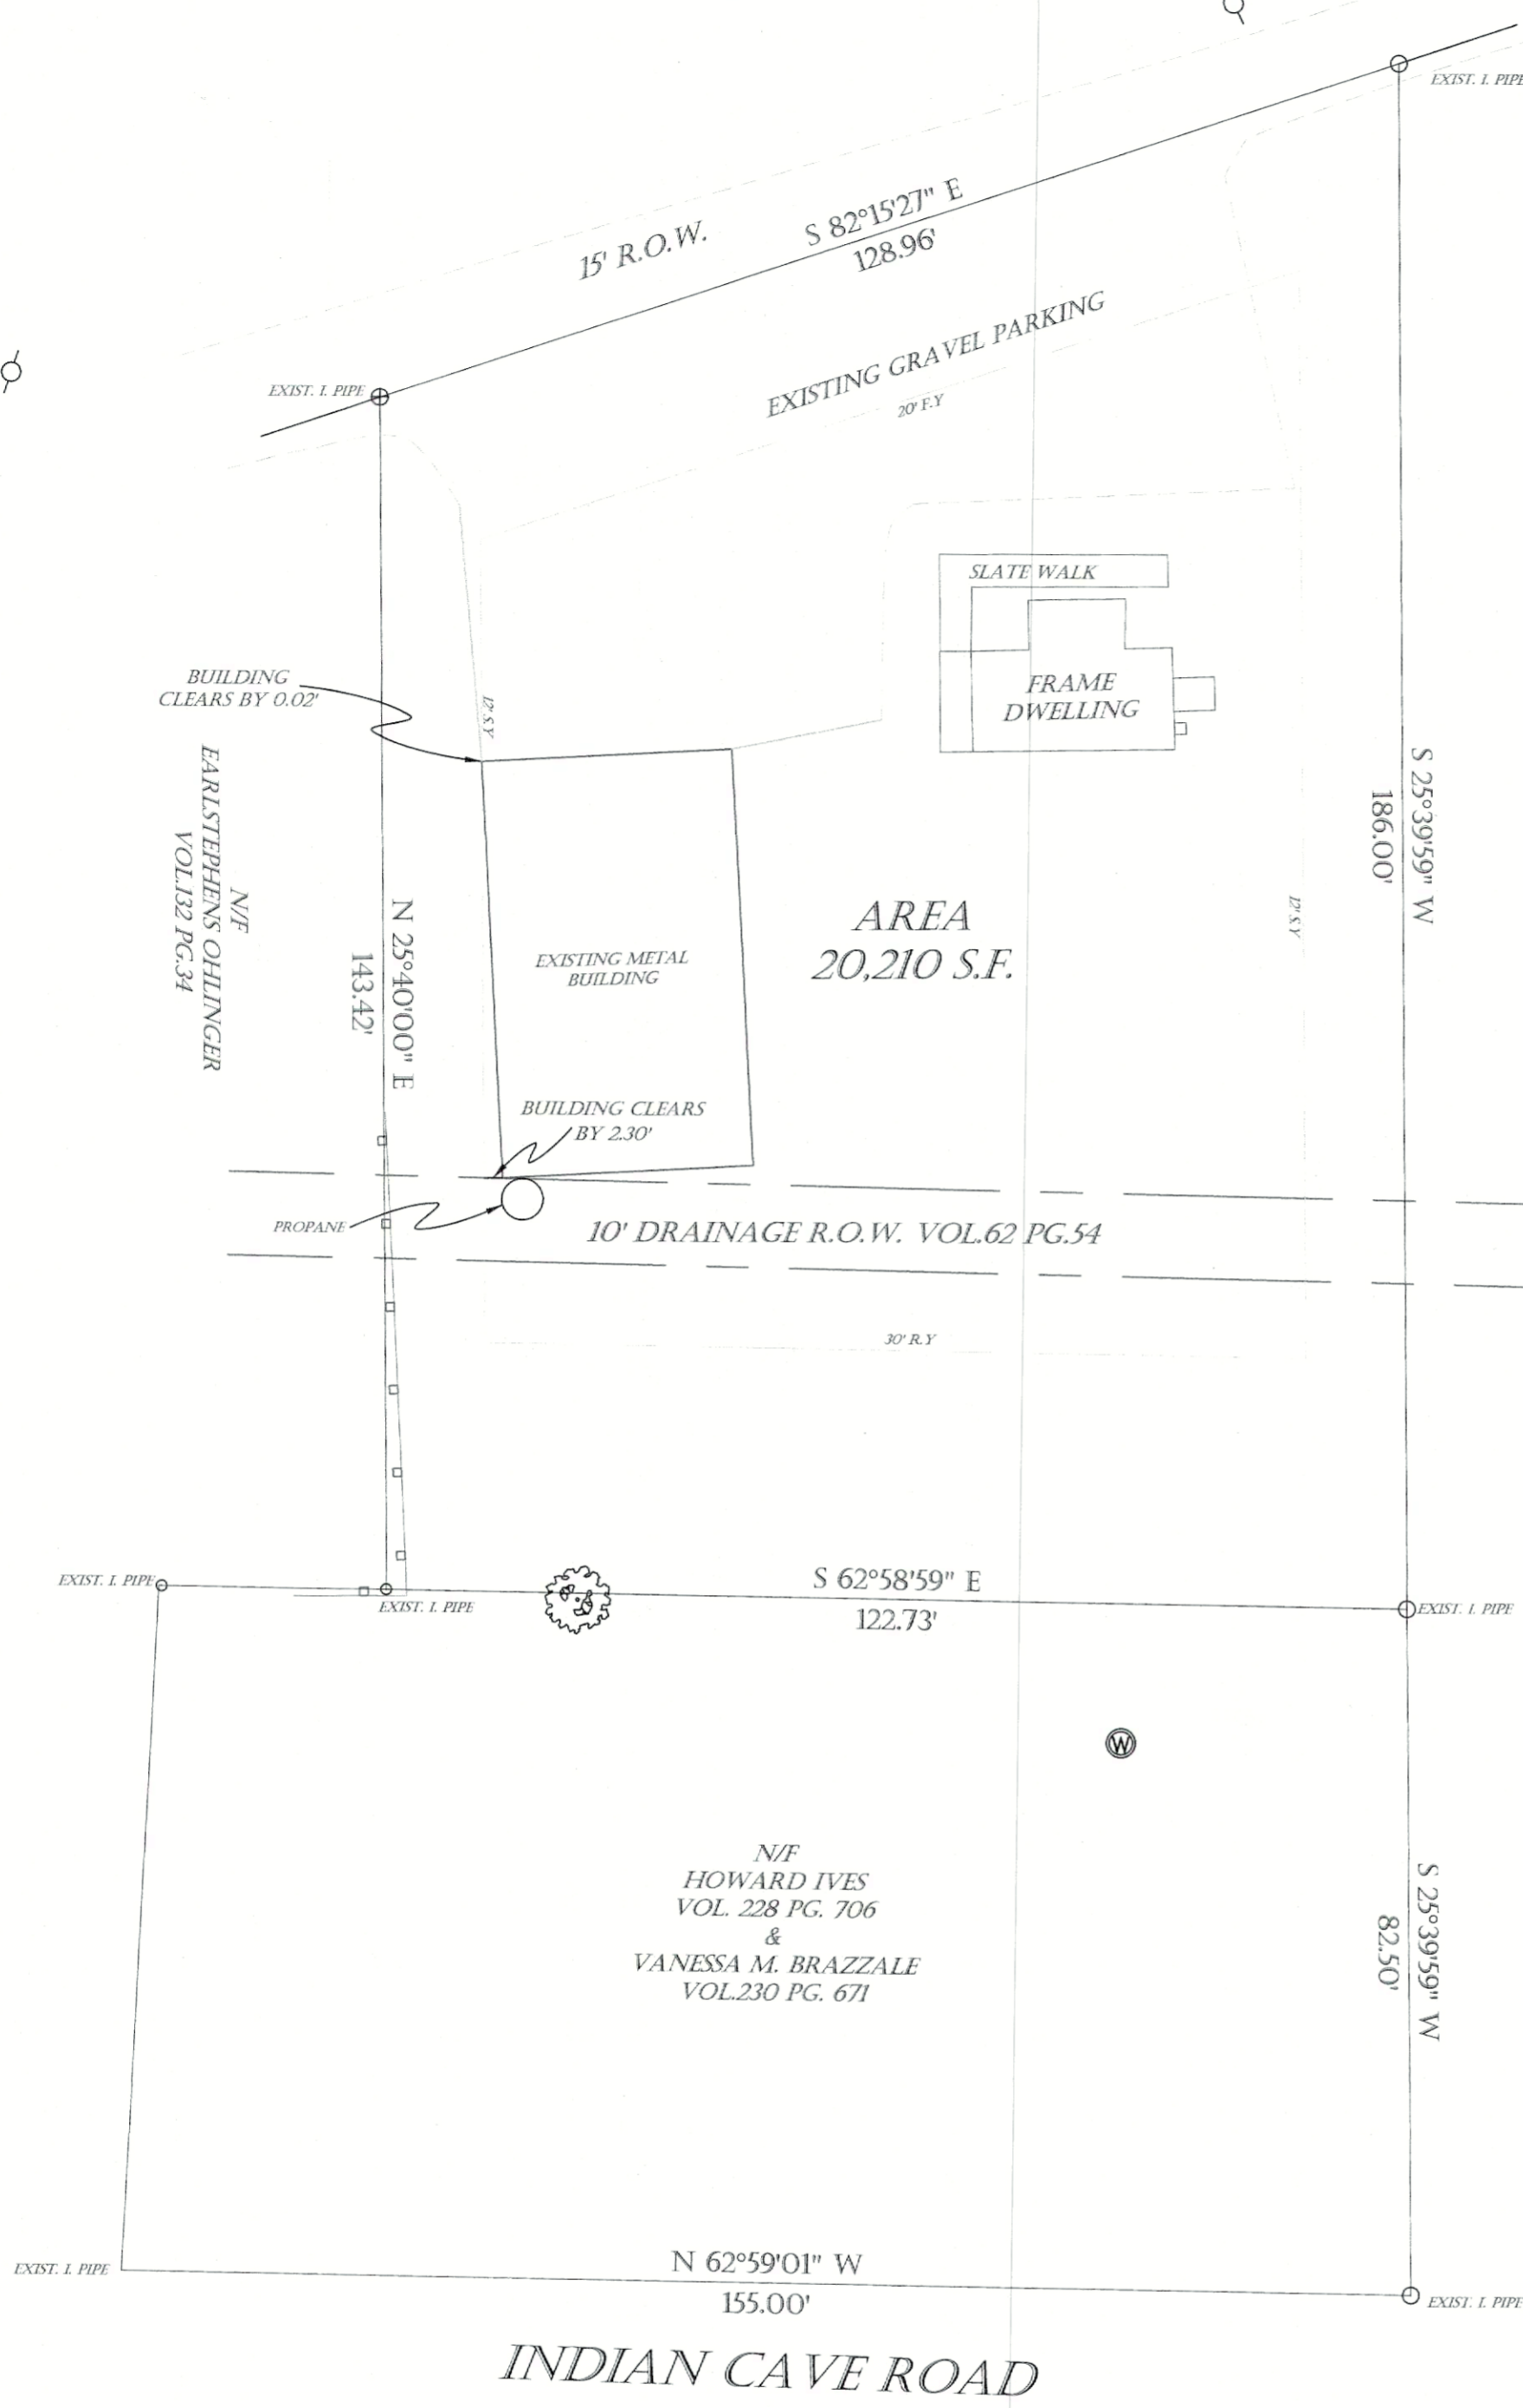 EXIST. I. PIPE
15' R.O.W.
S 82°15'27" E
128.96'
EXISTING GRAVEL PARKING
20' F.Y
EXIST. I. PIPE
SLATE WALK
FRAME
DWELLING
BUILDING
CLEARS BY 0.02'
12' S.Y
N/F
EARLSTEPHENS OHLINGER
VOL.132 PG.34
N 25°40'00" E
143.42'
EXISTING METAL
BUILDING
AREA
20,210 S.F.
12' S.Y
S 25°39'59" W
186.00'
BUILDING CLEARS
BY 2.30'
PROPANE
10' DRAINAGE R.O.W. VOL.62 PG.54
30' R.Y
EXIST. I. PIPE
EXIST. I. PIPE
S 62°58'59" E
122.73'
EXIST. I. PIPE
W
N/F
HOWARD IVES
VOL. 228 PG. 706
&
VANESSA M. BRAZZALE
VOL.230 PG. 671
S 25°39'59" W
82.50'
EXIST. I. PIPE
N 62°59'01" W
155.00'
EXIST. I. PIPE
INDIAN CAVE ROAD